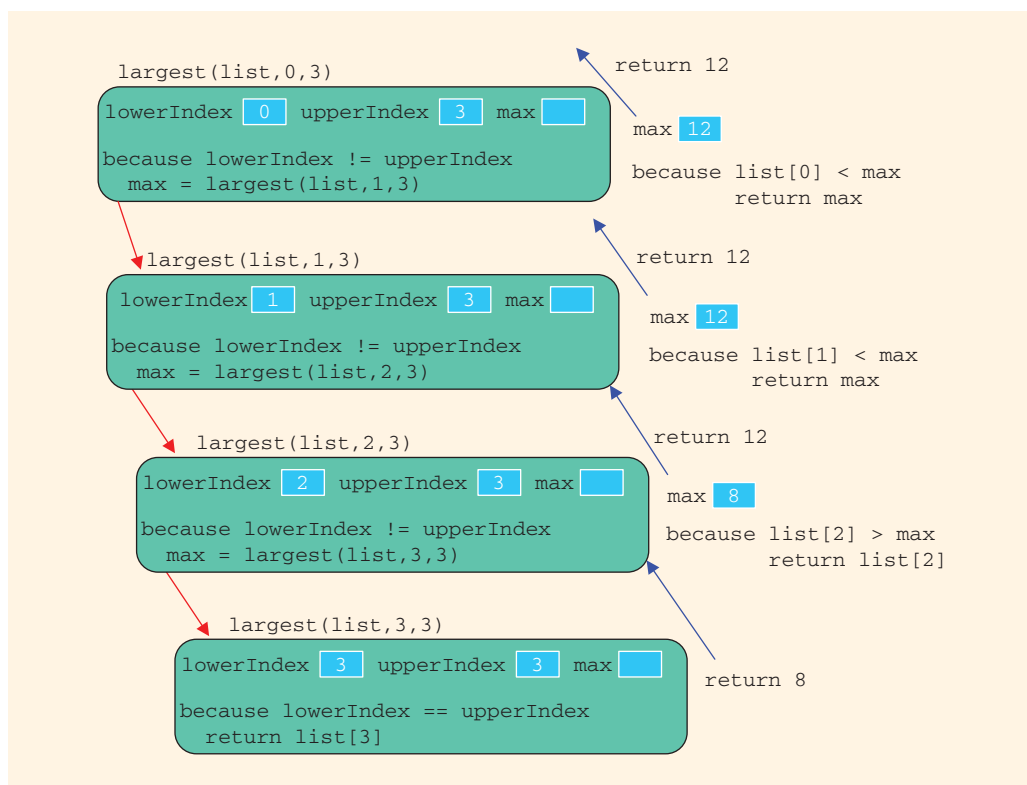 largest(list,0,3)
return 12
lowerIndex 0 upperIndex 3 max
max 12
because lowerIndex != upperIndex
max = largest(list,1,3)
because list[0] < max
return max
largest(list,1,3)
return 12
lowerIndex 1 upperIndex 3 max
max 12
because lowerIndex != upperIndex
max = largest(list,2,3)
because list[1] < max
return max
largest(list,2,3)
return 12
lowerIndex 2 upperIndex 3 max
max 8
because lowerIndex != upperIndex
max = largest(list,3,3)
because list[2] > max
return list[2]
largest(list,3,3)
lowerIndex 3 upperIndex 3 max
return 8
because lowerIndex == upperIndex
return list[3]